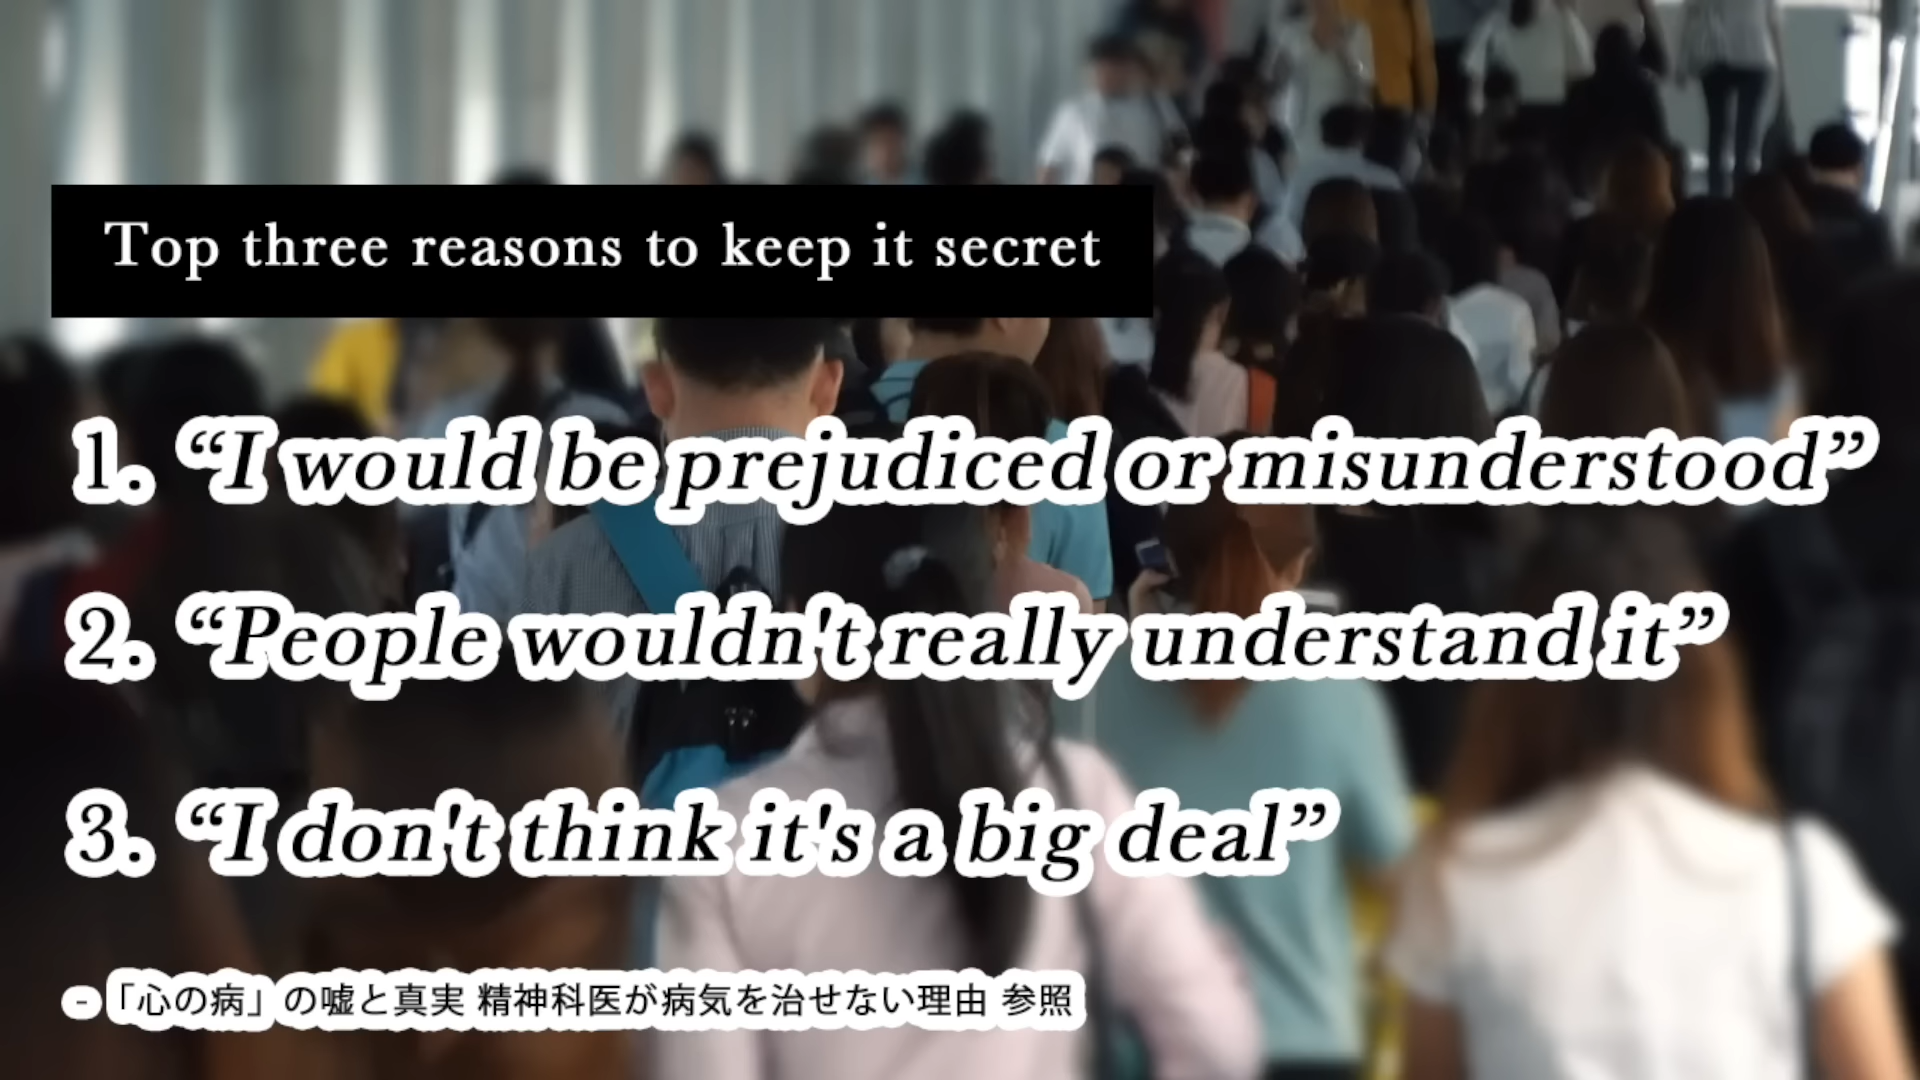 Top three reasons to keep it secret
1. “I would be prejudiced or misunderstood”
2. “People wouldn't really understand it”
3. “I don't think it's a big deal”
- 「心の病」の嘘と真実 精神科医が病気を治せない理由 参照